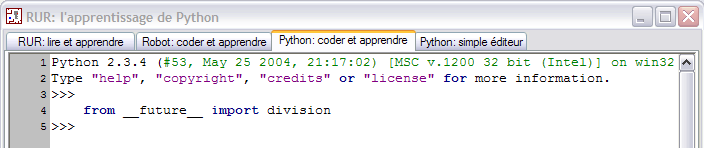 RUR: l'apprentissage de Python
RUR: lire et apprendre Robot: coder et apprendre Python: coder et apprendre Python: simple éditeur
1 Python 2.3.4 (#53, May 25 2004, 21:17:02) [MSC v.1200 32 bit (Intel)] on win32
2 Type "help", "copyright", "credits" or "license" for more information.
3 >>>
4 from __future__ import division
5 >>>